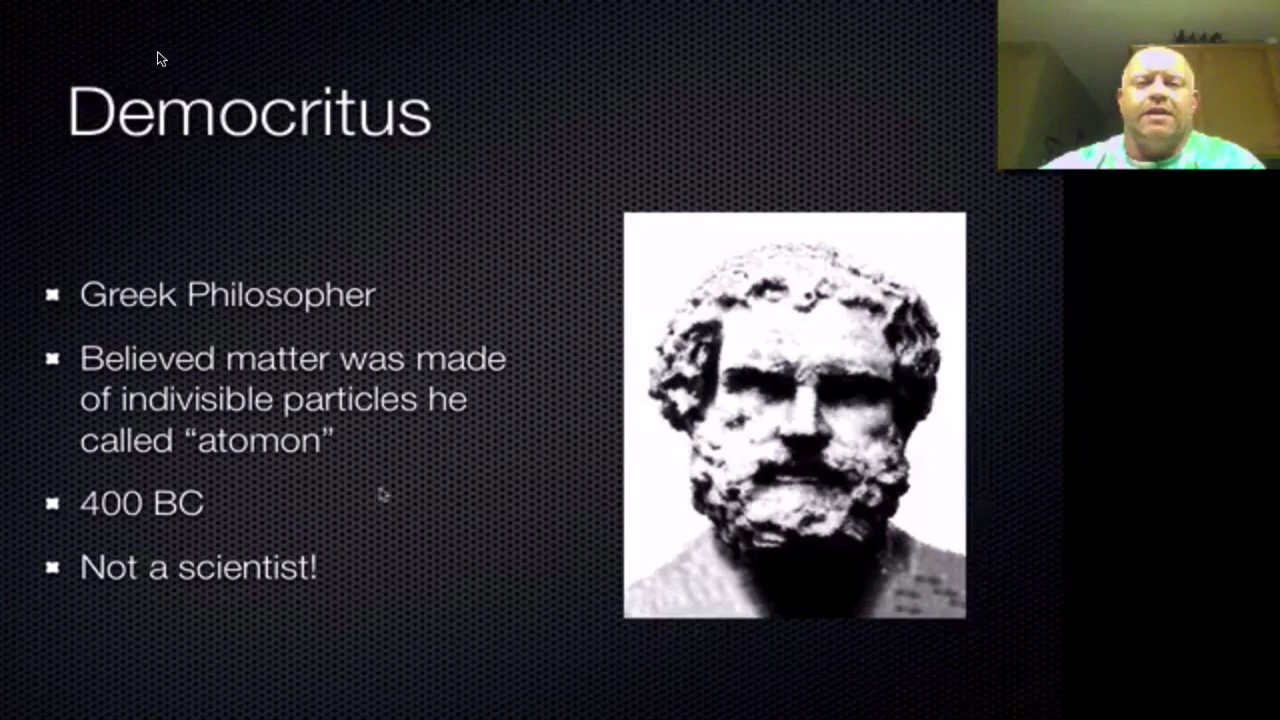 Democritus
Greek Philosopher
Believed matter was made
of indivisible particles he
called “atomon”
400 BC
Not a scientist!